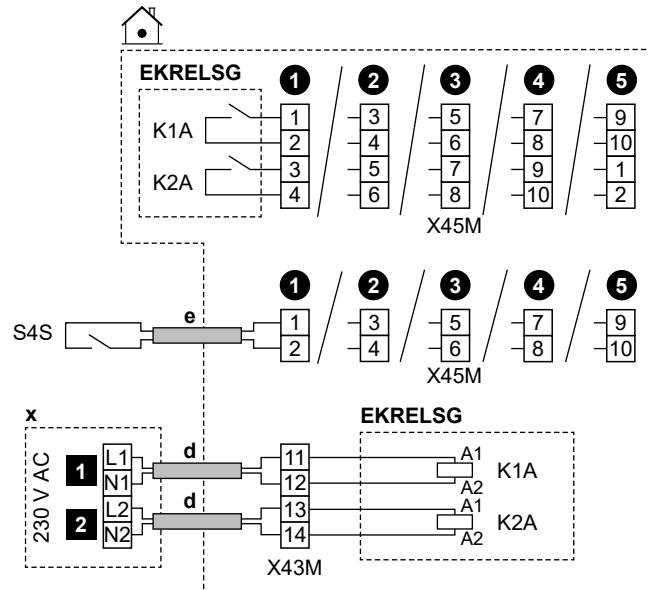 EKRELSG 1 2 3 4 5
K1A 1 3 5 7 9
2 4 6 8 10
K2A 3 5 7 9 1
4 6 8 10 2
X45M
1 2 3 4 5
S4S e 1 3 5 7 9
2 4 6 8 10
X45M
x EKRELSG
230 V AC
1 L1 d 11 A1 K1A
N1 12 A2
2 L2 d 13 A1 K2A
N2 14 A2
X43M